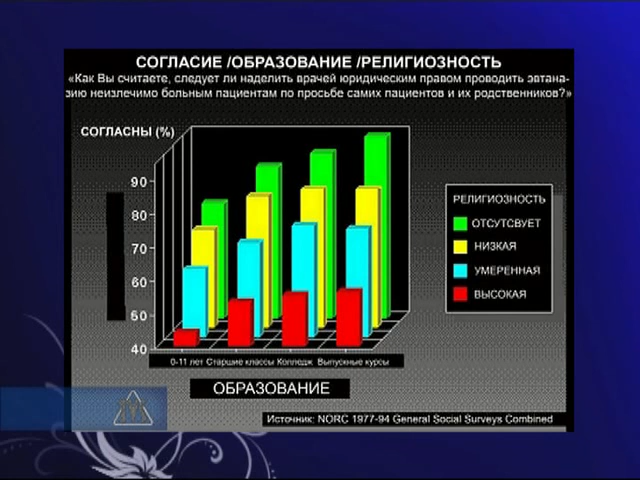 СОГЛАСИЕ /ОБРАЗОВАНИЕ /РЕЛИГИОЗНОСТЬ
«Как Вы считаете, следует ли наделить врачей юридическим правом проводить эвтана-
зию неизлечимо больным пациентам по просьбе самих пациентов и их родственников?»
СОГЛАСНЫ (%)
90
80
70
60
50
40
РЕЛИГИОЗНОСТЬ
ОТСУТСВУЕТ
НИЗКАЯ
УМЕРЕННАЯ
ВЫСОКАЯ
0-11 лет Старшие классы Колледж Выпускные курсы
ОБРАЗОВАНИЕ
Источник: NORC 1977-94 General Social Surveys Combined